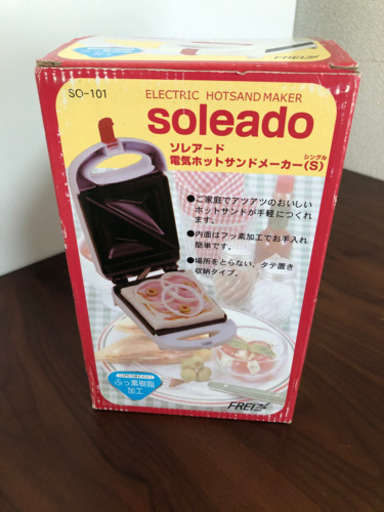 SO-101
ELECTRIC HOTSAND MAKER
soleado
ソレアード
電気ホットサンドメーカー(S)
シングル
●ご家庭でアツアツのおいしい
ホットサンドが手軽につくれ
ます。
●内面はフッ素加工でお手入れ
簡単です。
●場所をとらない、タテ置き
収納タイプ。
ふっ素樹脂
加工
FREIZ